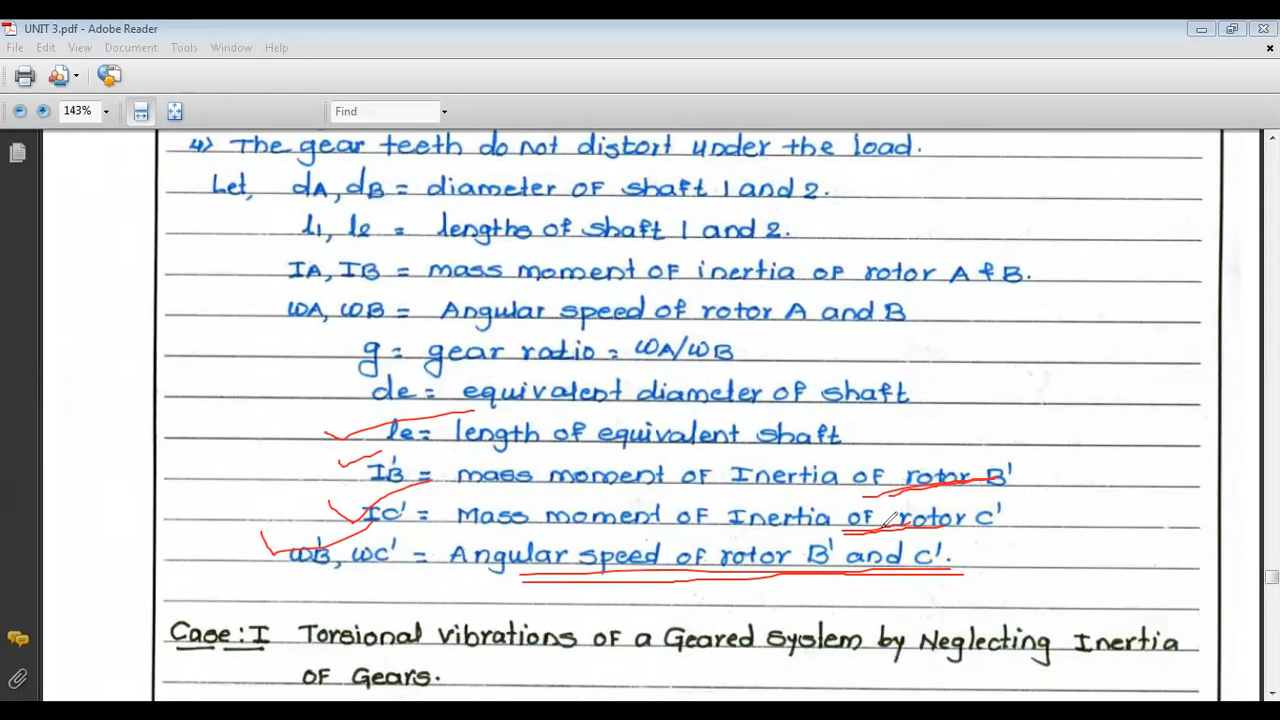 UNIT 3.pdf - Adobe Reader
File Edit View Document Tools Window Help
143% Find
4) The gear teeth do not distort under the load.
Let, dA, dB = diameter of shaft 1 and 2.
l1, l2 = lengths of shaft 1 and 2.
IA, IB = mass moment of inertia of rotor A & B.
ωA, ωB = Angular speed of rotor A and B
g = gear ratio = ωA/ωB
de = equivalent diameter of shaft
le = length of equivalent shaft
IB' = mass moment of Inertia of rotor B'
IC' = Mass moment of Inertia of rotor C'
ωB', ωC' = Angular speed of rotor B' and C'.
Case: I Torsional vibrations of a Geared System by Neglecting Inertia
of Gears.